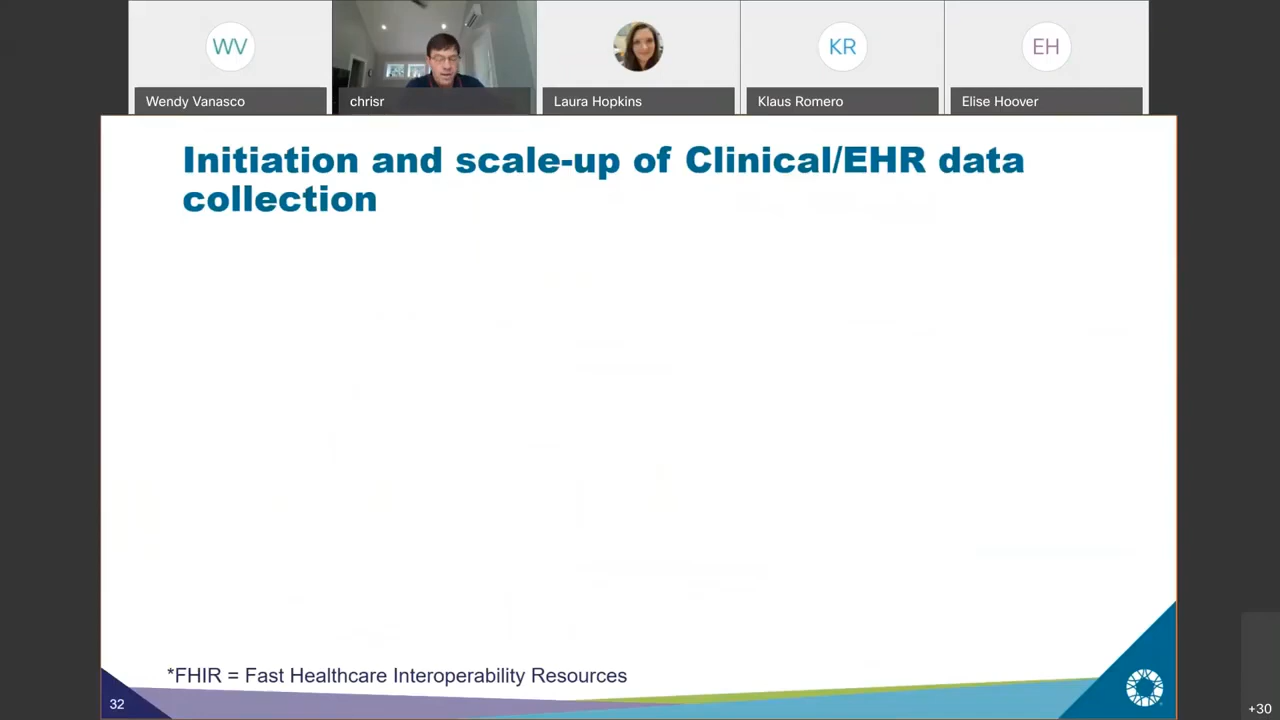 WV
KR
EH
Wendy Vanasco
chrisr
Laura Hopkins
Klaus Romero
Elise Hoover
Initiation and scale-up of Clinical/EHR data
collection
*FHIR = Fast Healthcare Interoperability Resources
32
+30